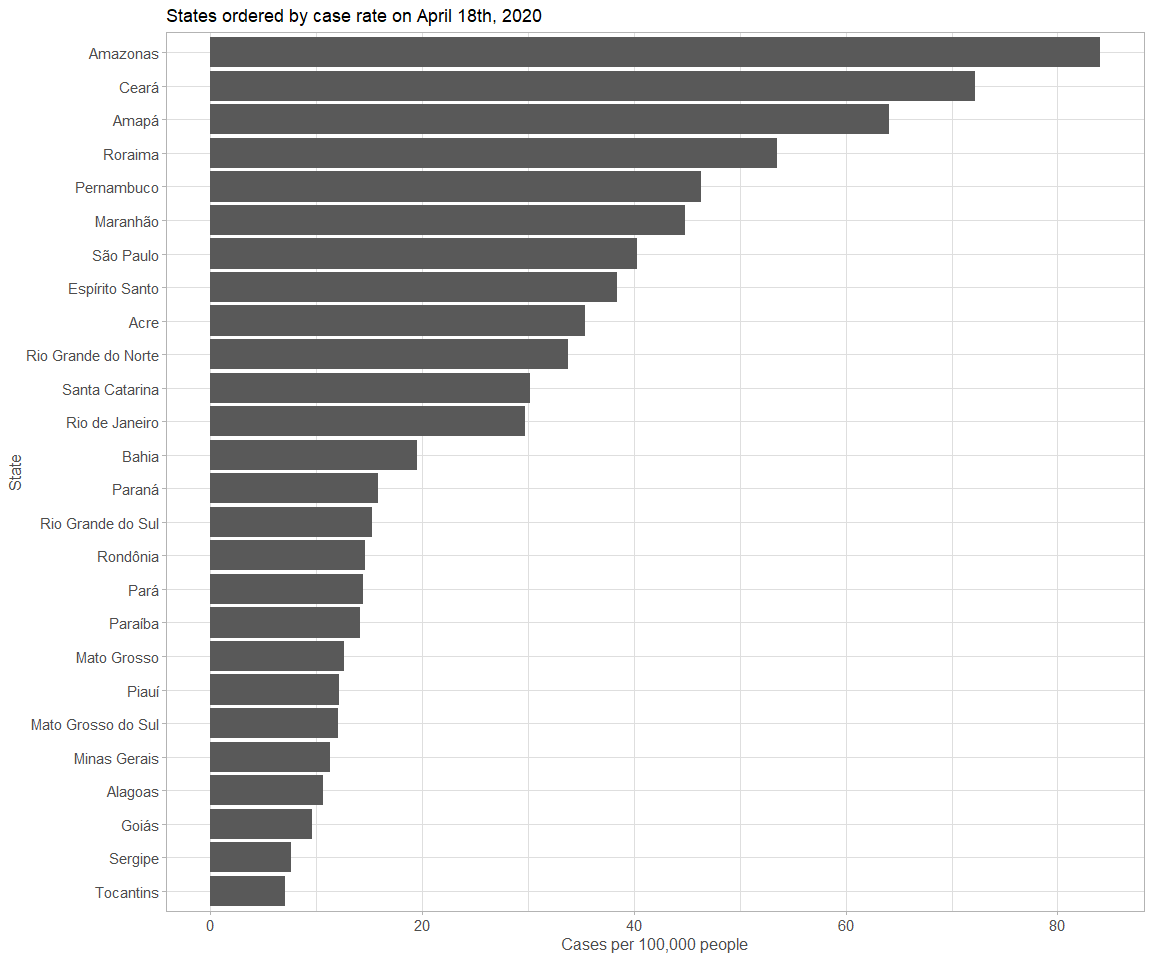 States ordered by case rate on April 18th, 2020
Amazonas
Ceará
Amapá
Roraima
Pernambuco
Maranhão
São Paulo
Espírito Santo
Acre
Rio Grande do Norte
Santa Catarina
Rio de Janeiro
Bahia
Paraná
Rio Grande do Sul
Rondônia
Pará
Paraíba
Mato Grosso
Piauí
Mato Grosso do Sul
Minas Gerais
Alagoas
Goiás
Sergipe
Tocantins
State
0 20 40 60 80
Cases per 100,000 people